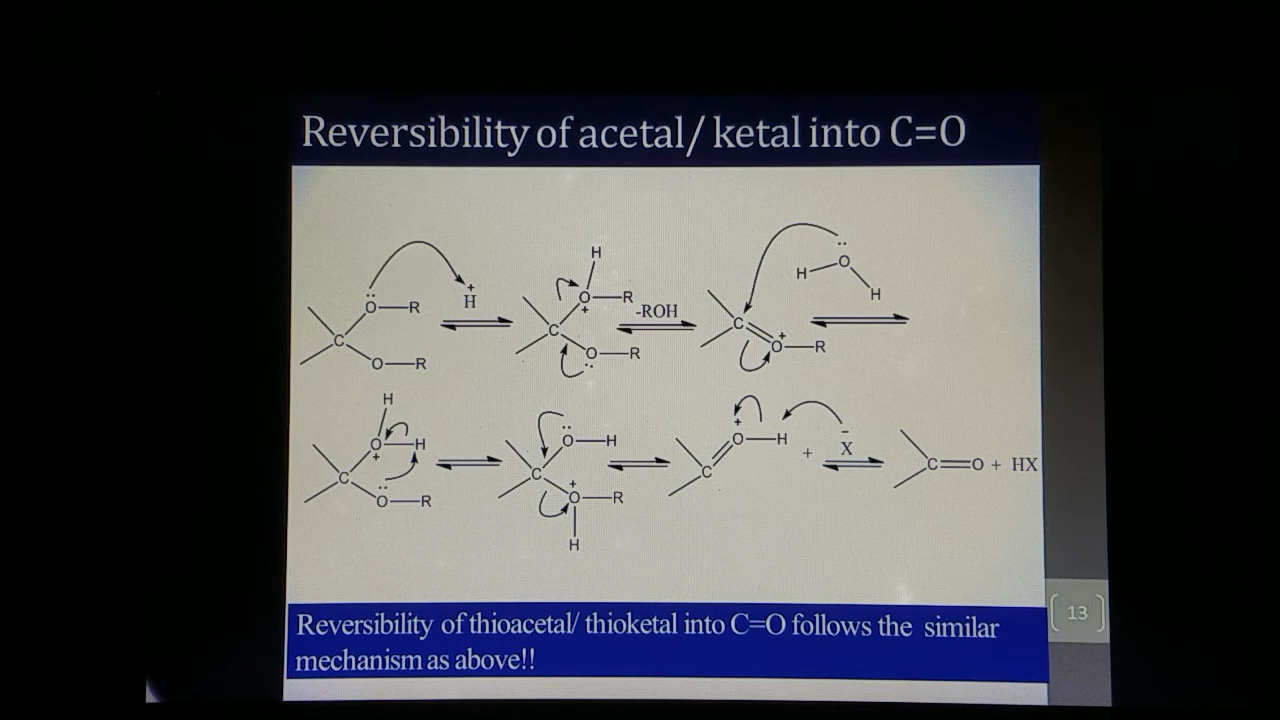 Reversibility of acetal/ ketal into C=O
H
O—R
+
H
O—R
+
-ROH
H
O
H
C
O—R
C
O—R
C
+
O—R
H
O—H
+
O—R
C
O—H
C
+
O—R
H
+
O—H
C
+
-
X
C=O + HX
13
Reversibility of thioacetal/ thioketal into C=O follows the similar
mechanism as above!!